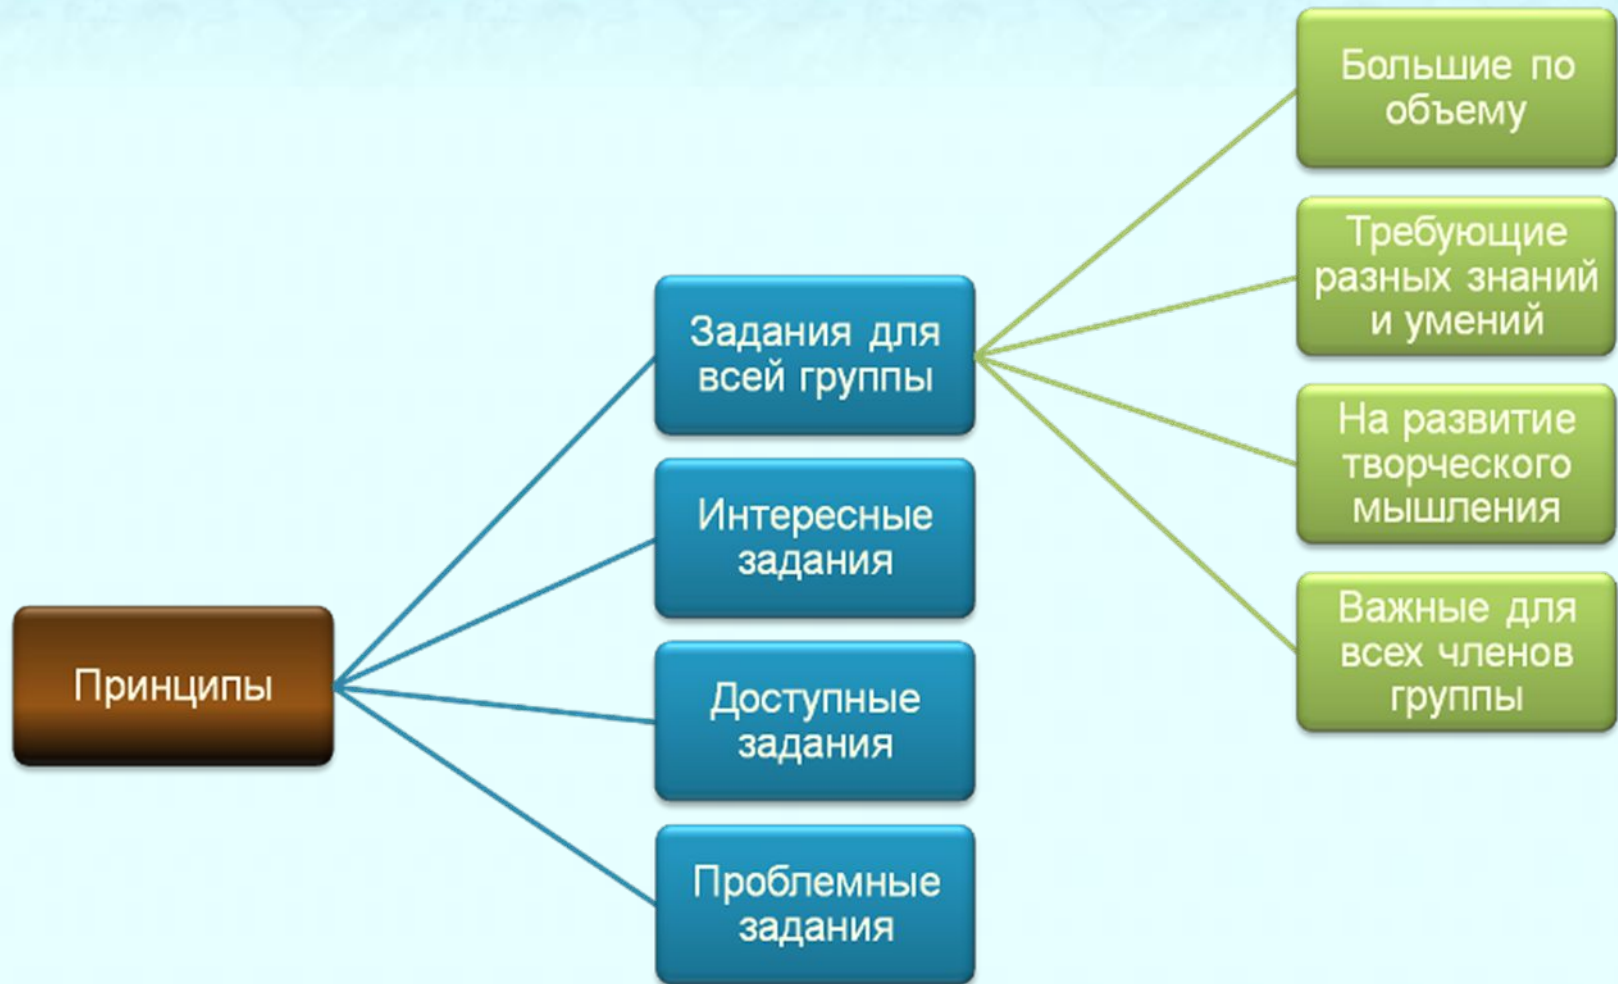 Принципы
Задания для
всей группы
Интересные
задания
Доступные
задания
Проблемные
задания
Большие по
объему
Требующие
разных знаний
и умений
На развитие
творческого
мышления
Важные для
всех членов
группы